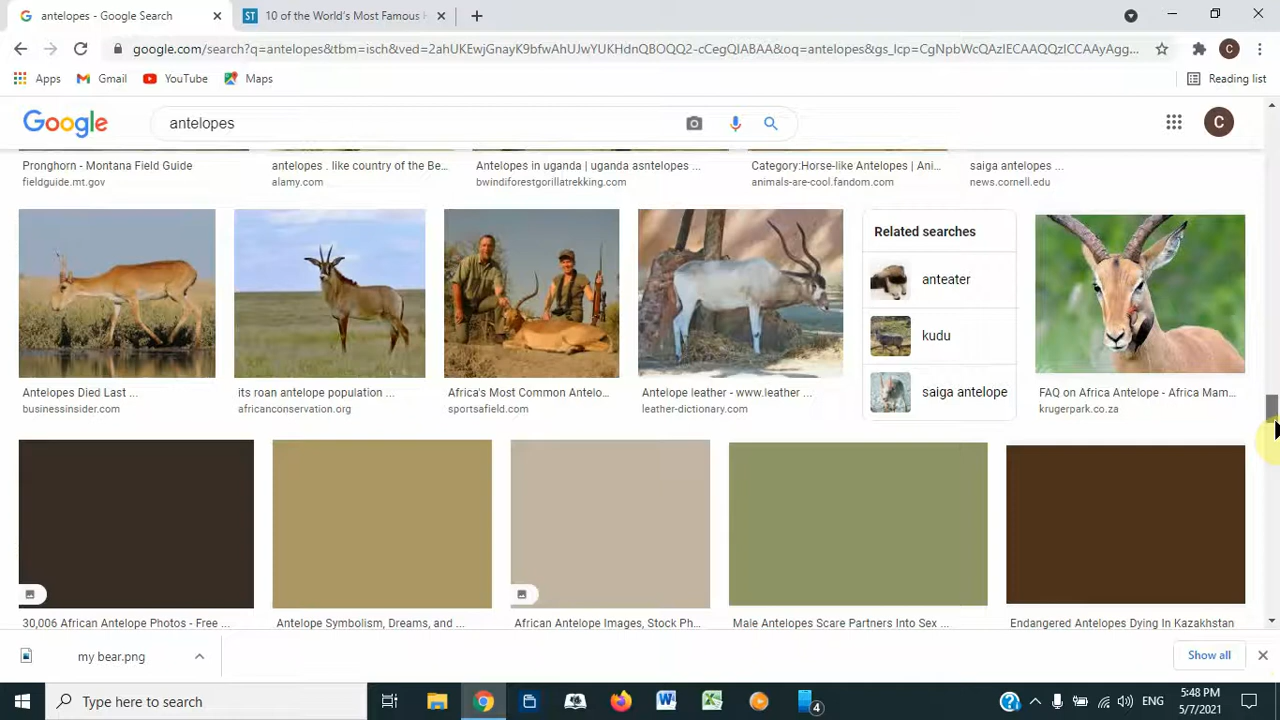 antelopes - Google Search
ST 10 of the World's Most Famous
google.com/search?q=antelopes&tbm=isch&ved=2ahUKEwjGnayK9bfwAhUJwYUKHdnQBOQQ2-cCegQIABAA&oq=antelopes&gs_lcp=CgNpbWcQAzIECAAQQzICCAAyAgg...
C
Apps
Gmail
YouTube
Maps
Reading list
Google
antelopes
C
Pronghorn - Montana Field Guide
fieldguide.mt.gov
antelopes . like country of the Be...
alamy.com
Antelopes in uganda | uganda asntelopes ...
bwindiforestgorillatrekking.com
Category:Horse-like Antelopes | Ani...
animals-are-cool.fandom.com
saiga antelopes ...
news.cornell.edu
Antelopes Died Last ...
businessinsider.com
its roan antelope population ...
africanconservation.org
Africa's Most Common Antelo...
sportsafield.com
Antelope leather - www.leather ...
leather-dictionary.com
Related searches
anteater
kudu
saiga antelope
FAQ on Africa Antelope - Africa Mam...
krugerpark.co.za
30,006 African Antelope Photos - Free ...
Antelope Symbolism, Dreams, and ...
African Antelope Images, Stock Ph...
Male Antelopes Scare Partners Into Sex ...
Endangered Antelopes Dying In Kazakhstan
my bear.png
Show all
Type here to search
4
ENG
5:48 PM
5/7/2021